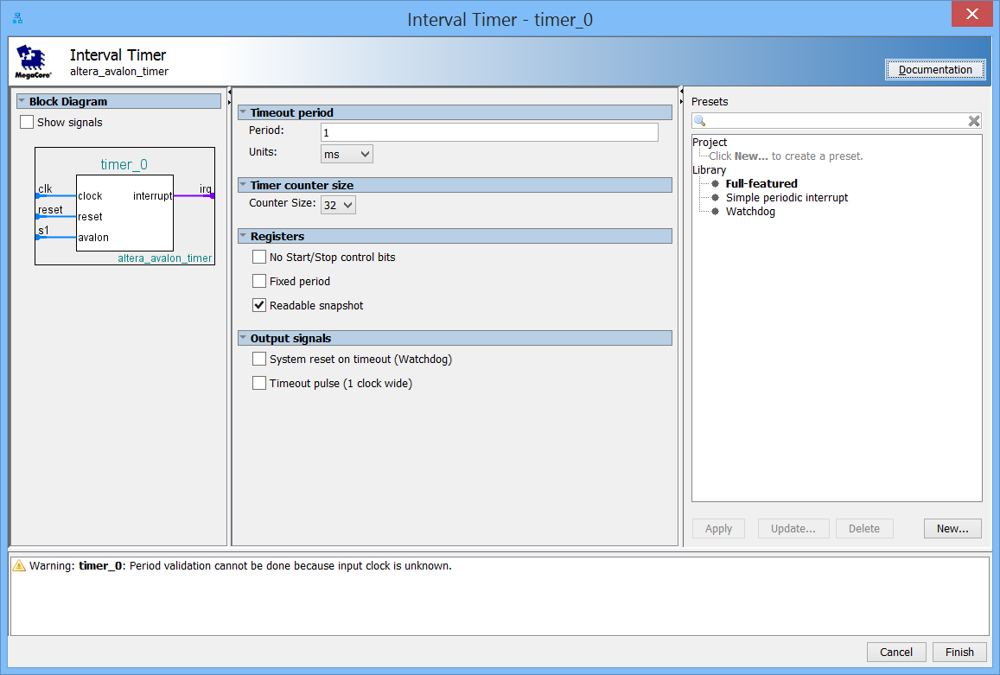 Interval Timer - timer_0
MegaCore®
Interval Timer
altera_avalon_timer
Documentation
Block Diagram
Show signals
timer_0
clk
clock
interrupt
irq
reset
reset
s1
avalon
altera_avalon_timer
Timeout period
Period: 1
Units: ms
Timer counter size
Counter Size: 32
Registers
No Start/Stop control bits
Fixed period
Readable snapshot
Output signals
System reset on timeout (Watchdog)
Timeout pulse (1 clock wide)
Presets
Project
Click New... to create a preset.
Library
Full-featured
Simple periodic interrupt
Watchdog
Apply Update... Delete New...
Warning: timer_0: Period validation cannot be done because input clock is unknown.
Cancel Finish